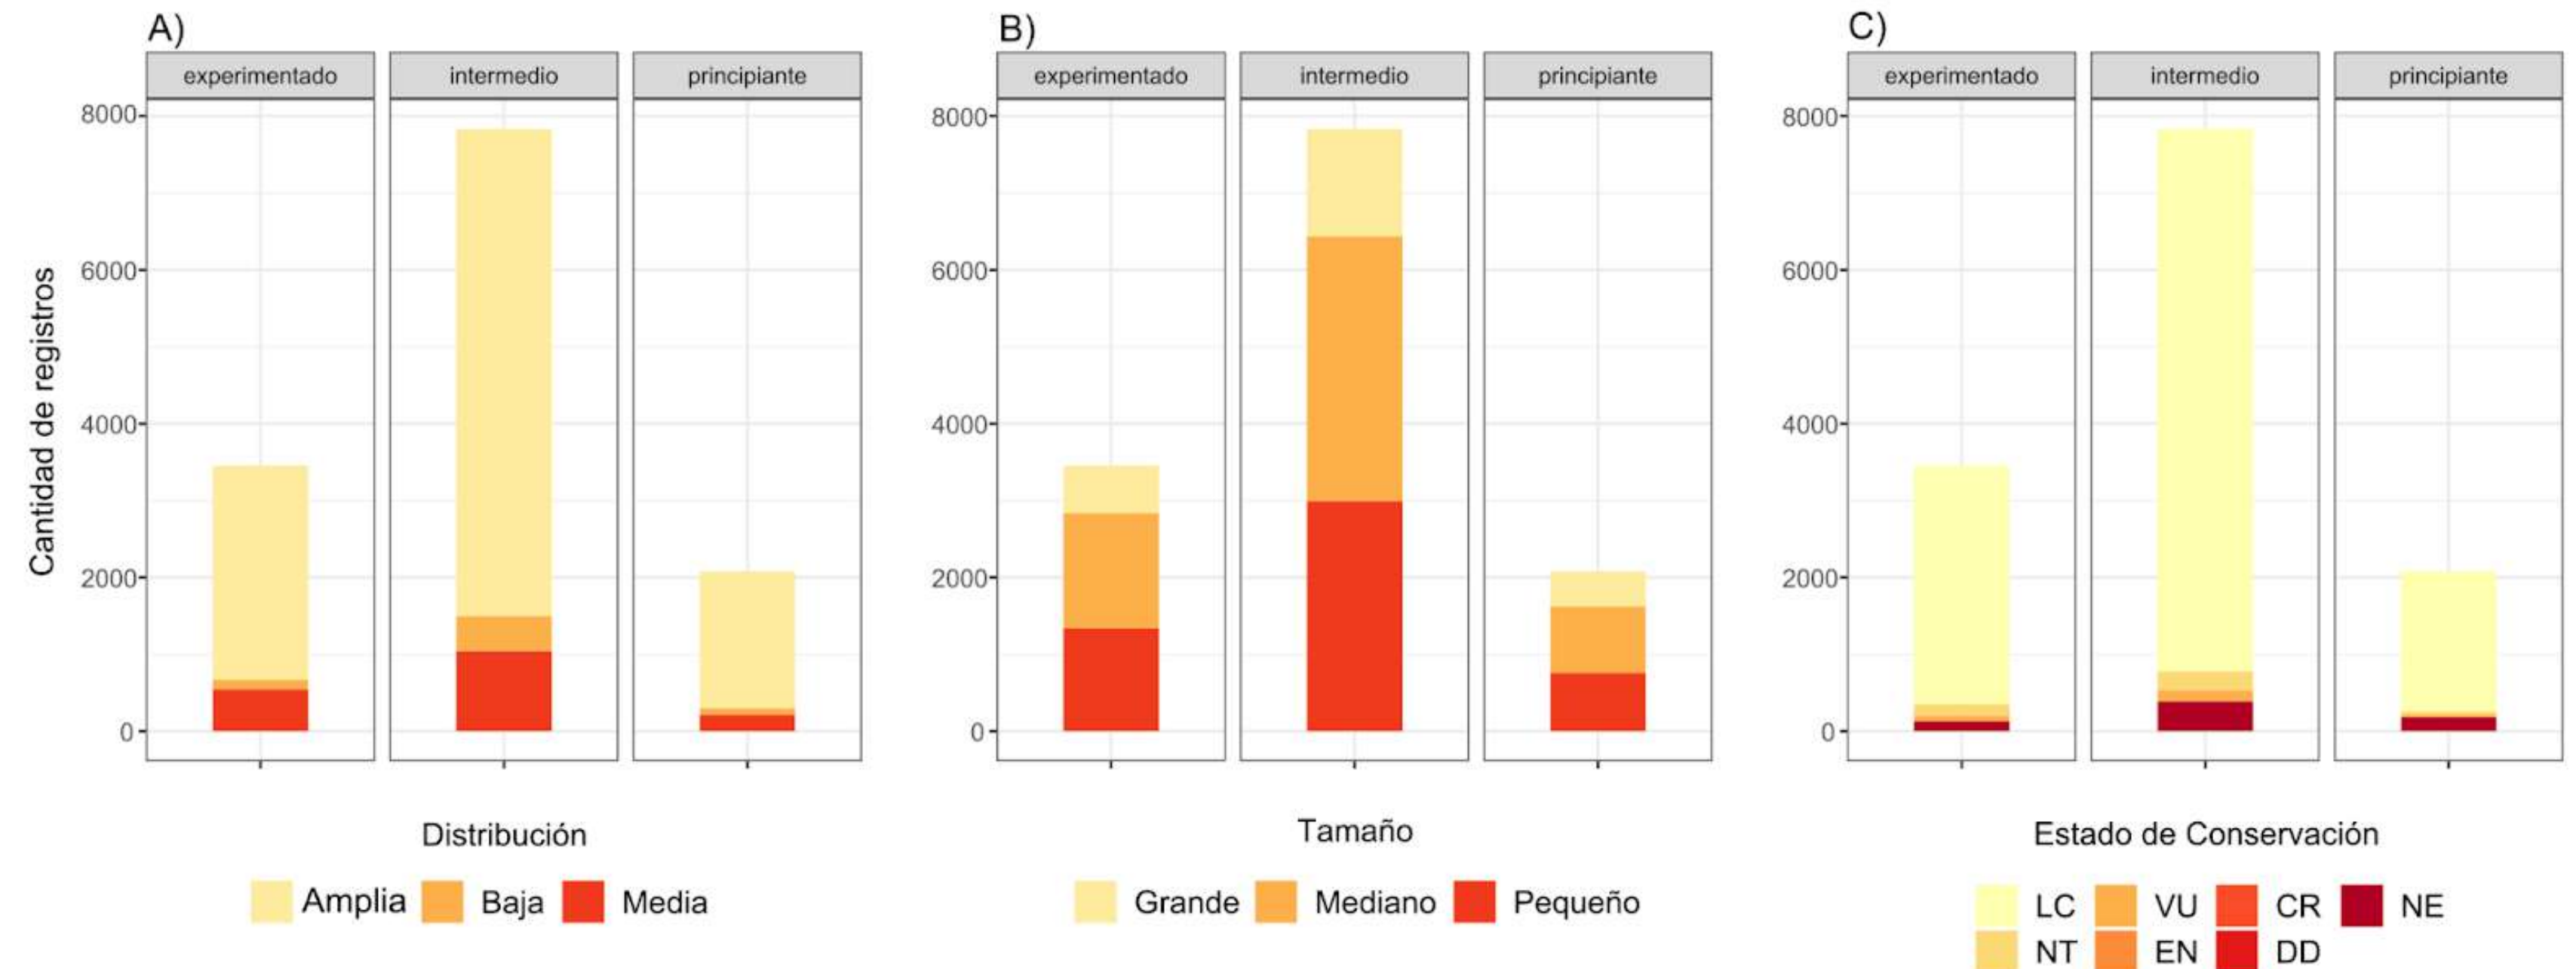 A)
experimentado intermedio principiante
8000
6000
4000
2000
0
Cantidad de registros
Distribución
Amplia Baja Media
B)
experimentado intermedio principiante
8000
6000
4000
2000
0
Tamaño
Grande Mediano Pequeño
C)
experimentado intermedio principiante
8000
6000
4000
2000
0
Estado de Conservación
LC VU CR NE
NT EN DD